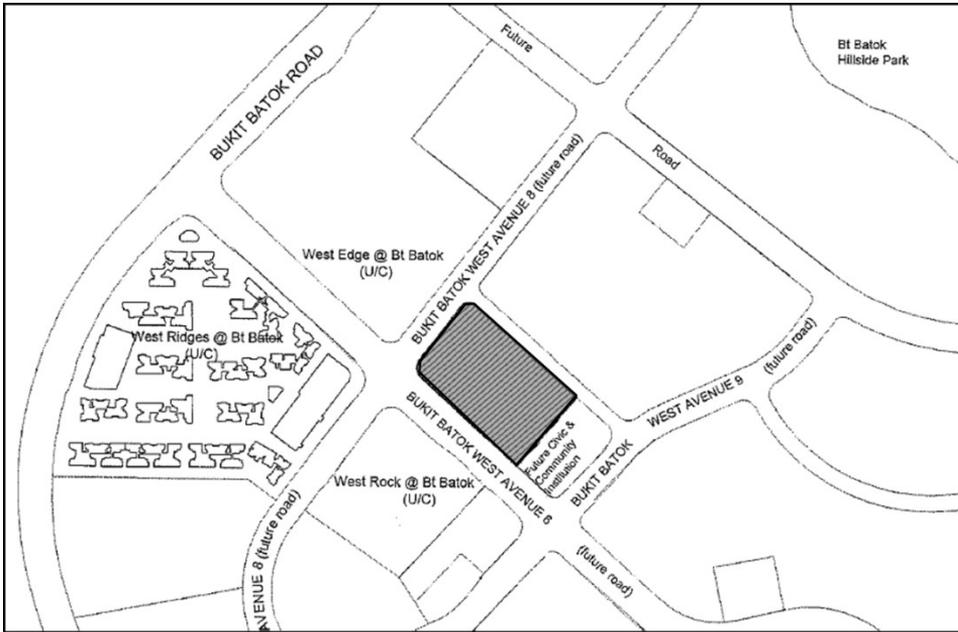 Future
Bt Batok
Hillside Park
BUKIT BATOK ROAD
Road
BUKIT BATOK WEST AVENUE 8 (future road)
West Edge @ Bt Batok
(U/C)
West Ridges @ Bt Batok
(U/C)
BUKIT BATOK WEST AVENUE 6
(future road)
BUKIT BATOK
WEST AVENUE 9
(future road)
Future Civic &
Community
Institution
West Rock @ Bt Batok
(U/C)
AVENUE 8 (future road)